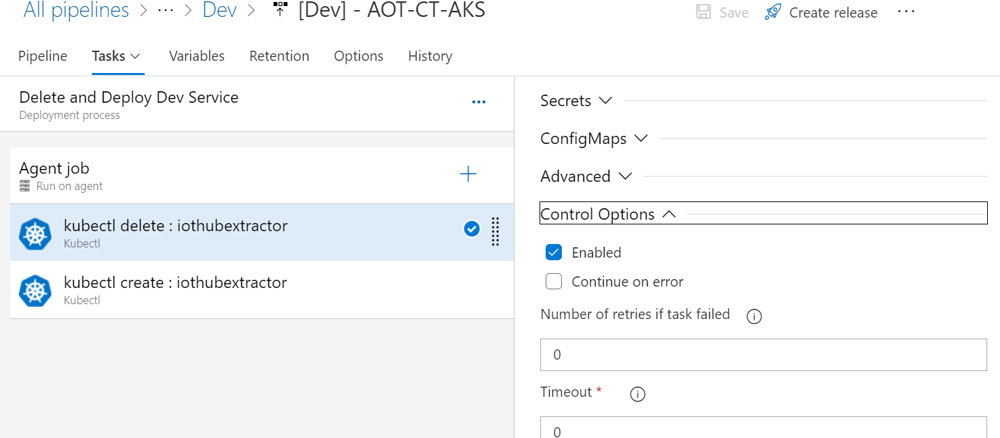 All pipelines > ··· > Dev > [Dev] - AOT-CT-AKS
Save Create release ···
Pipeline Tasks Variables Retention Options History
Delete and Deploy Dev Service
Deployment process
Agent job
Run on agent
kubectl delete : iothubextractor
Kubectl
kubectl create : iothubextractor
Kubectl
Secrets
ConfigMaps
Advanced
Control Options
Enabled
Continue on error
Number of retries if task failed
0
Timeout *
0